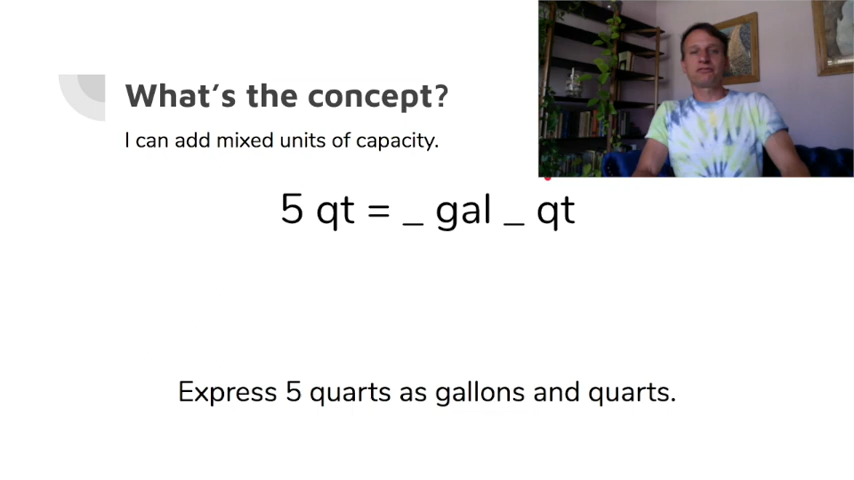 What's the concept?
I can add mixed units of capacity.
5 qt = _ gal _ qt
Express 5 quarts as gallons and quarts.